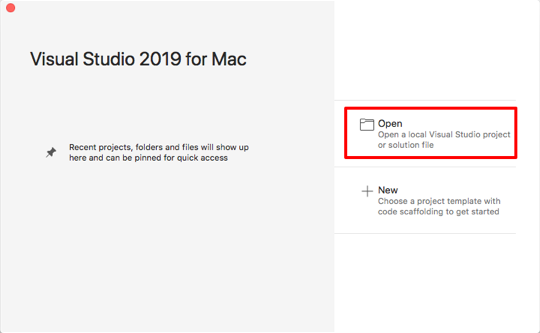 Visual Studio 2019 for Mac
Recent projects, folders and files will show up
here and can be pinned for quick access
Open
Open a local Visual Studio project
or solution file
New
Choose a project template with
code scaffolding to get started